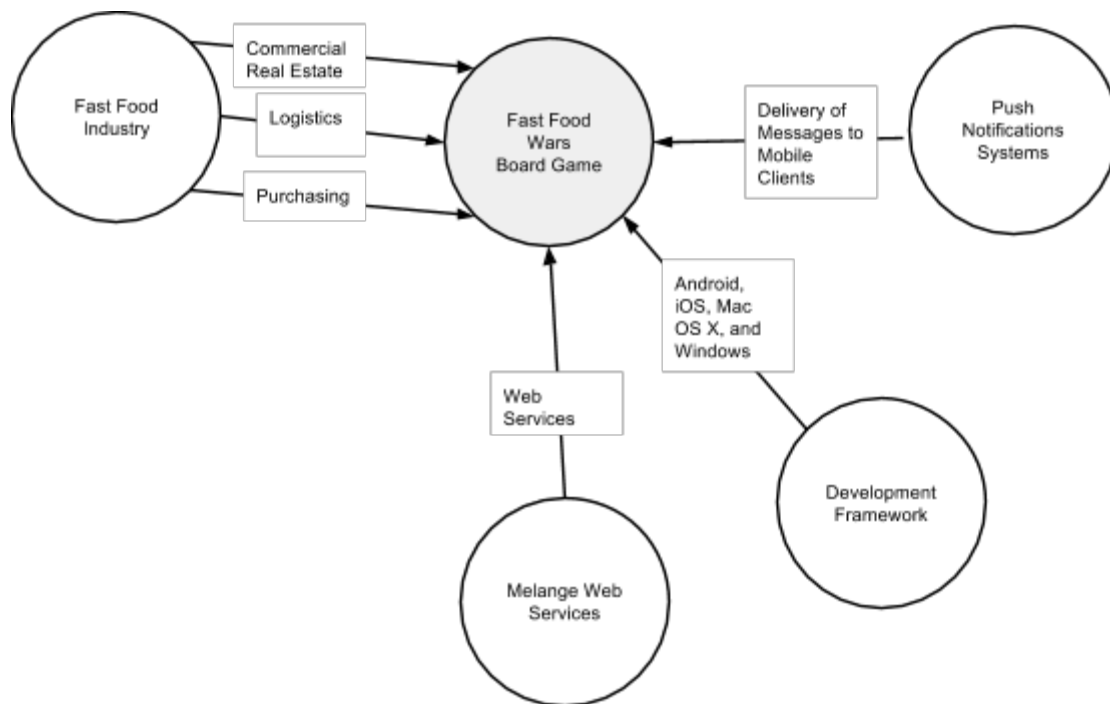 Fast Food
Industry
Commercial
Real Estate
Logistics
Purchasing
Fast Food
Wars
Board Game
Delivery of
Messages to
Mobile
Clients
Push
Notifications
Systems
Android,
iOS, Mac
OS X, and
Windows
Web
Services
Development
Framework
Melange Web
Services